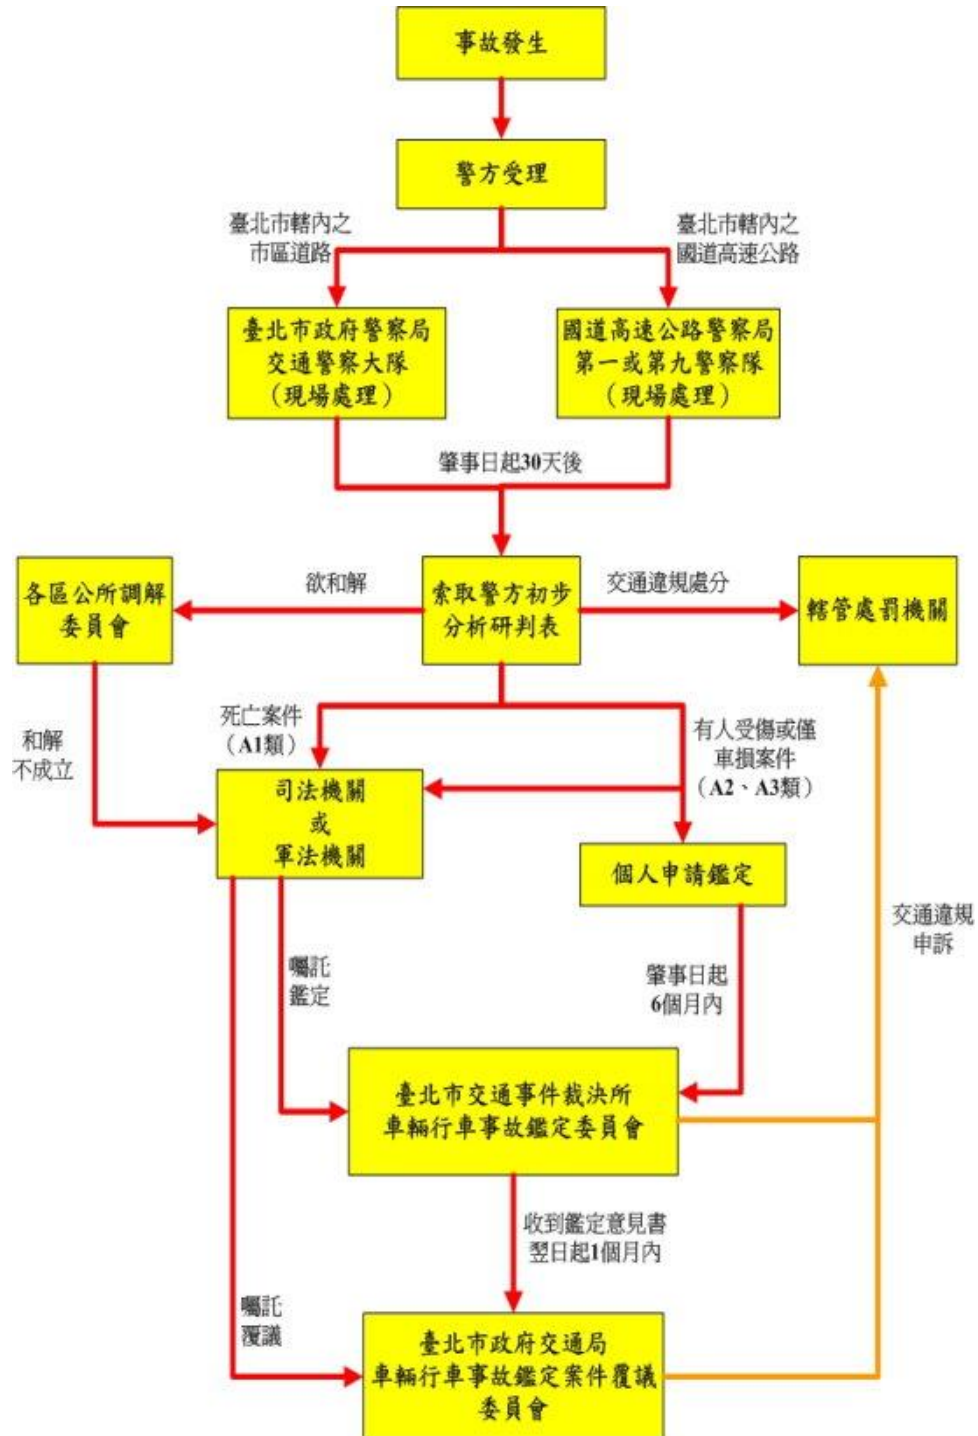 事故發生
警方受理
臺北市轄內之
市區道路
臺北市轄內之
國道高速公路
臺北市政府警察局
交通警察大隊
（現場處理）
國道高速公路警察局
第一或第九警察隊
（現場處理）
肇事日起30天後
各區公所調解
委員會
欲和解
索取警方初步
分析研判表
交通違規處分
轄管處罰機關
和解
不成立
死亡案件
（A1類）
有人受傷或僅
車損案件
（A2、A3類）
司法機關
或
軍法機關
個人申請鑑定
交通違規
申訴
囑託
鑑定
肇事日起
6個月內
臺北市交通事件裁決所
車輛行車事故鑑定委員會
收到鑑定意見書
翌日起1個月內
囑託
覆議
臺北市政府交通局
車輛行車事故鑑定案件覆議
委員會